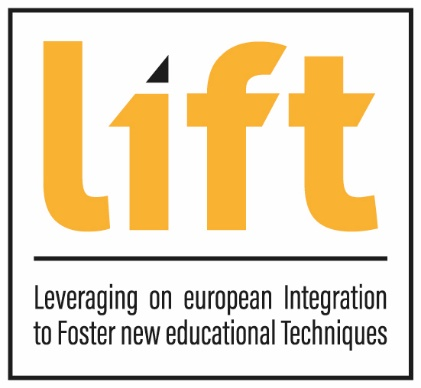 lift
Leveraging on european Integration
to Foster new educational Techniques